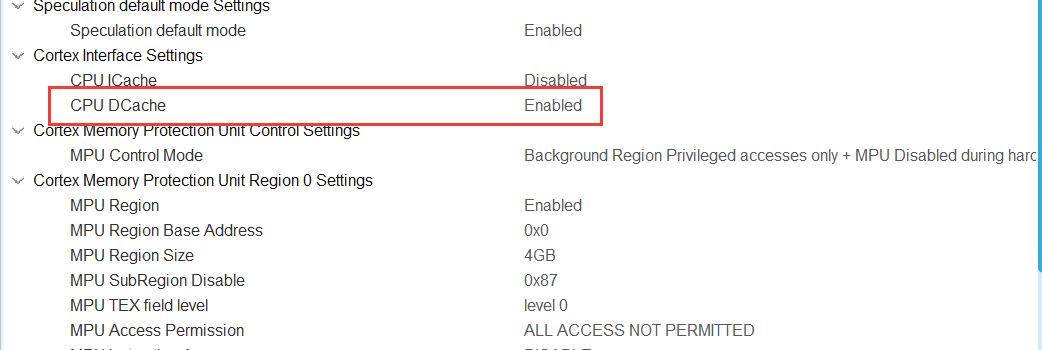 Speculation default mode Settings
Speculation default mode Enabled
Cortex Interface Settings
CPU ICache Disabled
CPU DCache Enabled
Cortex Memory Protection Unit Control Settings
MPU Control Mode Background Region Privileged accesses only + MPU Disabled during hard
Cortex Memory Protection Unit Region 0 Settings
MPU Region Enabled
MPU Region Base Address 0x0
MPU Region Size 4GB
MPU SubRegion Disable 0x87
MPU TEX field level level 0
MPU Access Permission ALL ACCESS NOT PERMITTED